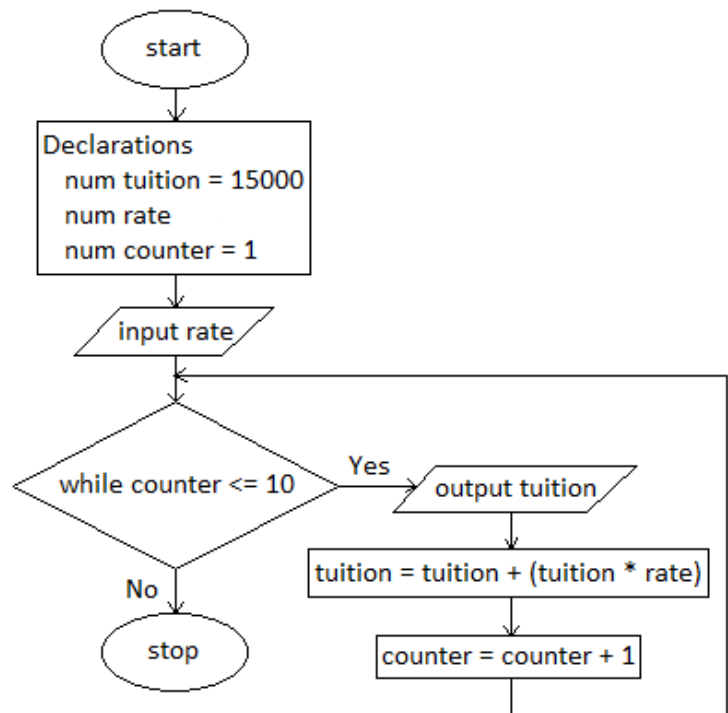 start
Declarations
num tuition = 15000
num rate
num counter = 1
input rate
while counter <= 10
Yes
output tuition
tuition = tuition + (tuition * rate)
counter = counter + 1
No
stop